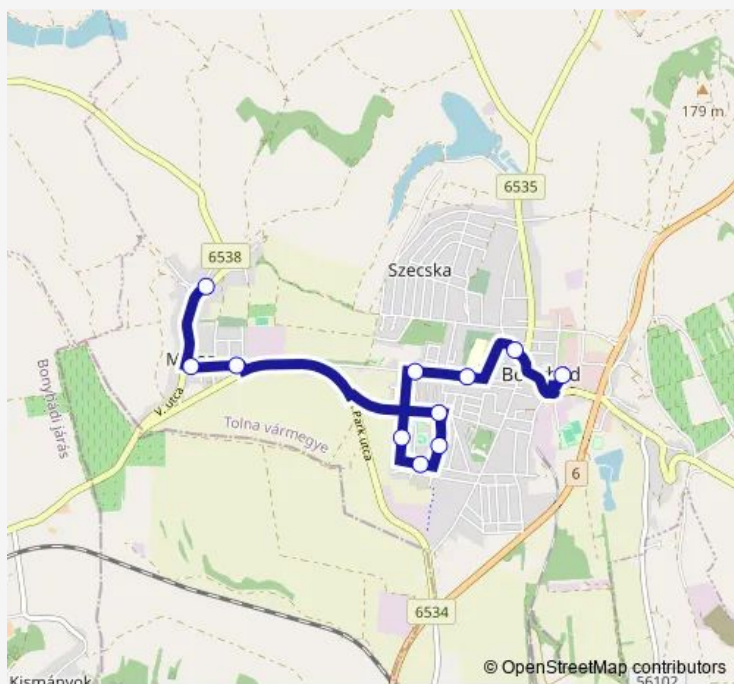 179 m
6535
6538
Szecska
Bonyhádi járás
V. utca
Tolna vármegye
Park utca
6
6534
Kismányok
56102
© OpenStreetMap contributors